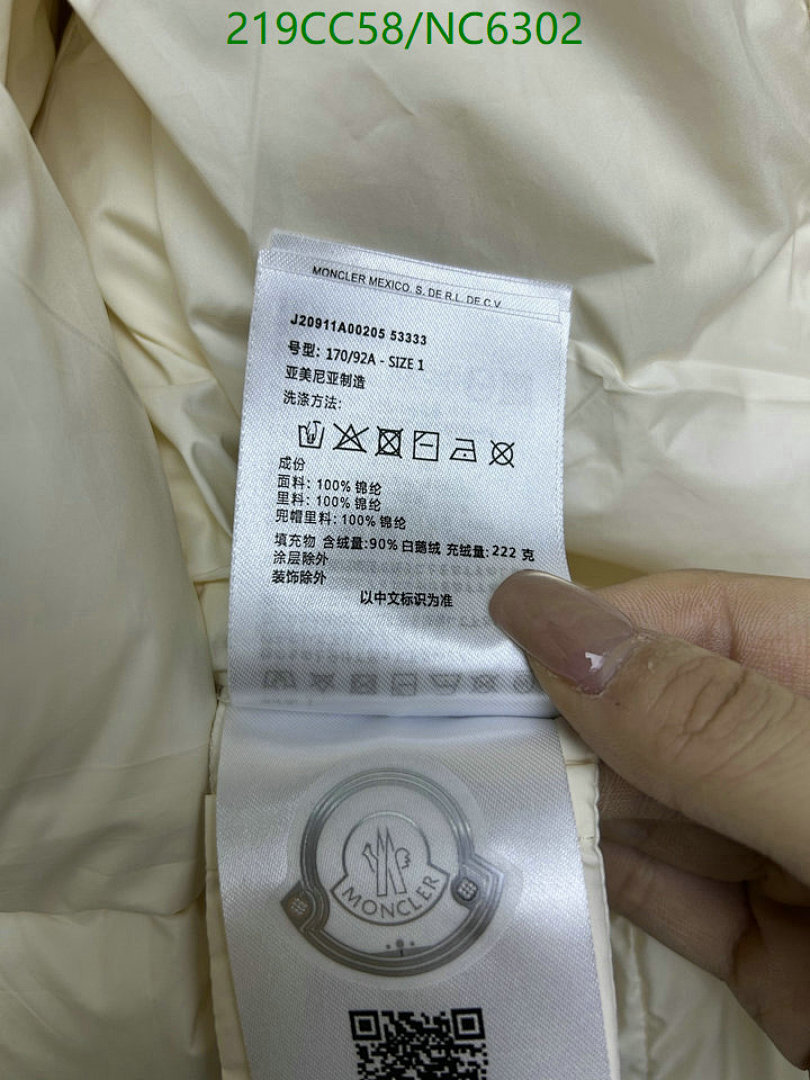 219CC58/NC6302
MONCLER MEXICO. S. DE R.L. DE C.V.
J20911A00205 53333
号型: 170/92A - SIZE 1
亚美尼亚制造
洗涤方法:
成份
面料: 100% 锦纶
里料: 100% 锦纶
兜帽里料: 100% 锦纶
填充物 含绒量: 90% 白鹅绒 充绒量: 222 克
涂层除外
装饰除外
以中文标识为准
MONCLER